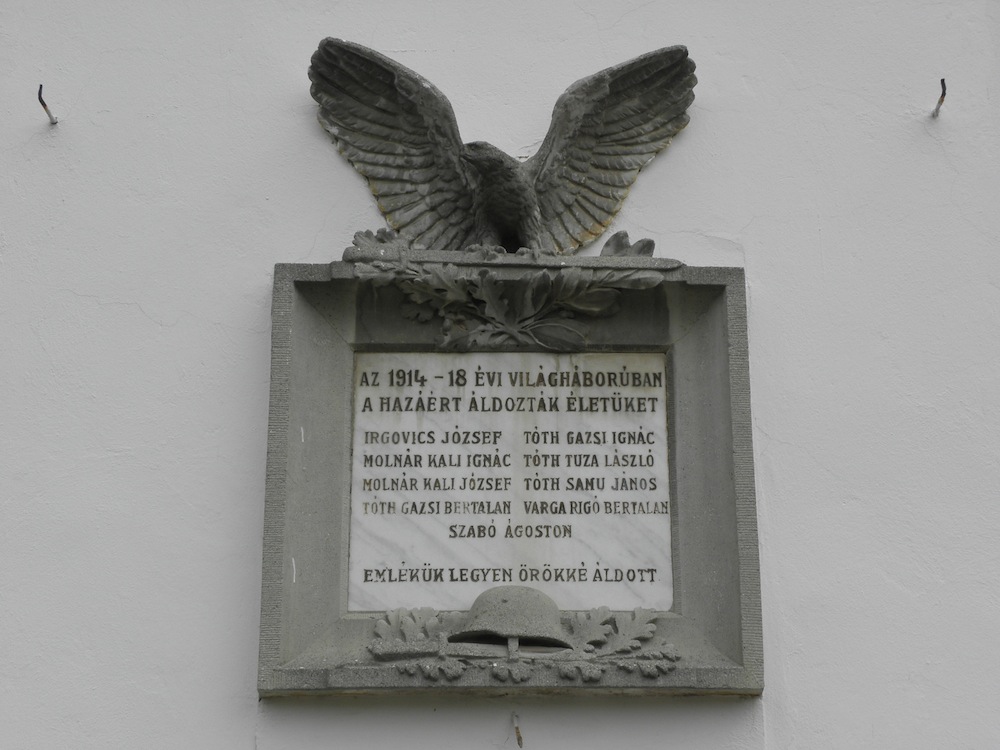 AZ 1914 - 18 ÉVI VILÁGHÁBORÚBAN
A HAZÁÉRT ÁLDOZTÁK ÉLETÜKET
IRGOVICS JÓZSEF TÓTH GAZSI IGNÁC
MOLNÁR KALI IGNÁC TÓTH TUZA LÁSZLÓ
MOLNÁR KALI JÓZSEF TÓTH SAMU JÁNOS
TÓTH GAZSI BERTALAN VARGA RIGÓ BERTALAN
SZABÓ ÁGOSTON
EMLÉKÜK LEGYEN ÖRÖKKÉ ÁLDOTT